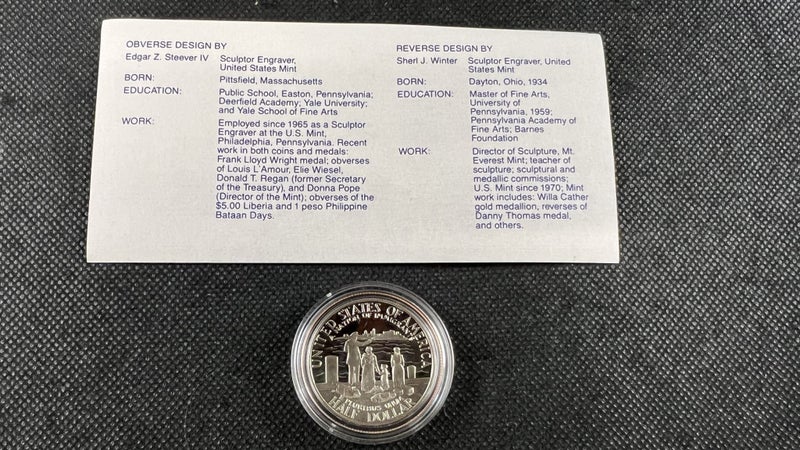 OBVERSE DESIGN BY
Edgar Z. Steever IV Sculptor Engraver,
United States Mint
BORN: Pittsfield, Massachusetts
EDUCATION: Public School, Easton, Pennsylvania;
Deerfield Academy; Yale University;
and Yale School of Fine Arts
WORK: Employed since 1965 as a Sculptor
Engraver at the U.S. Mint,
Philadelphia, Pennsylvania. Recent
work in both coins and medals:
Frank Lloyd Wright medal; obverses
of Louis L'Amour, Elie Wiesel,
Donald T. Regan (former Secretary
of the Treasury), and Donna Pope
(Director of the Mint); obverses of the
$5.00 Liberia and 1 peso Philippine
Bataan Days.
REVERSE DESIGN BY
Sherl J. Winter Sculptor Engraver, United
States Mint
BORN: Dayton, Ohio, 1934
EDUCATION: Master of Fine Arts,
University of
Pennsylvania, 1959;
Pennsylvania Academy of
Fine Arts; Barnes
Foundation
WORK: Director of Sculpture, Mt.
Everest Mint; teacher of
sculpture; sculptural and
medallic commissions;
U.S. Mint since 1970; Mint
work includes: Willa Cather
gold medallion, reverses of
Danny Thomas medal,
and others.
UNITED STATES OF AMERICA
A NATION OF IMMIGRANTS
PLURIBUS UNUM
HALF DOLLAR